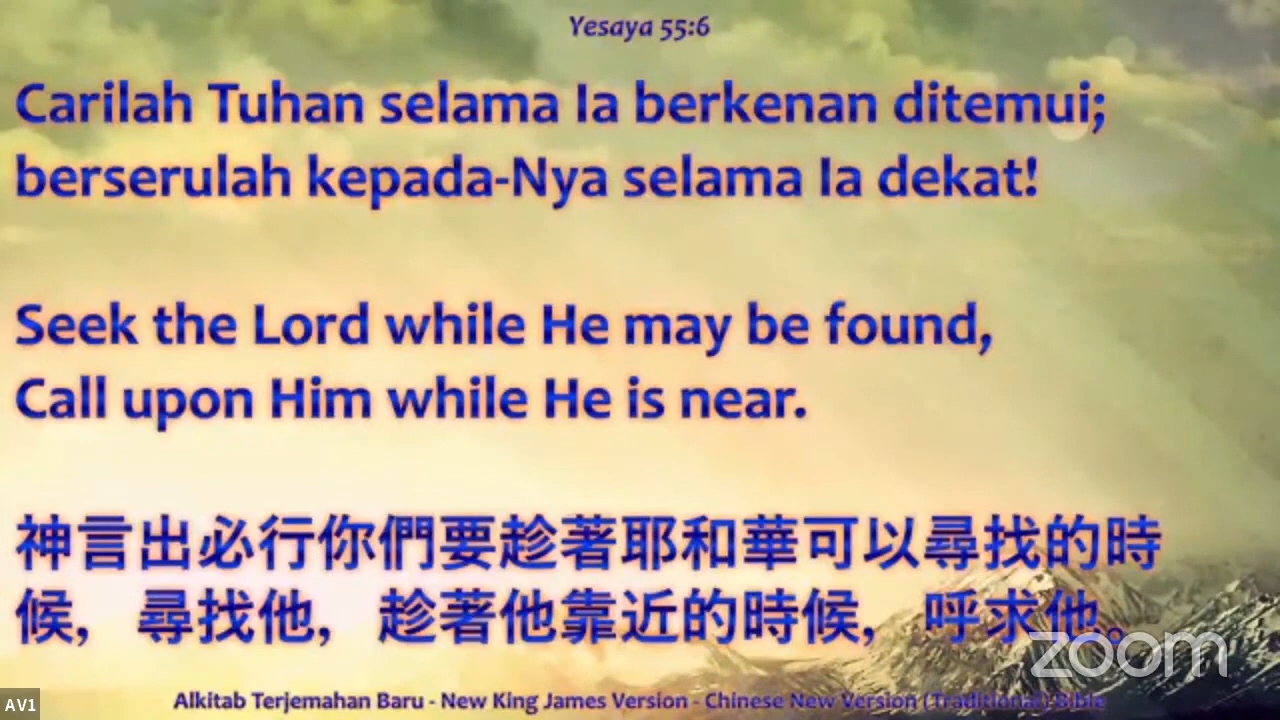 Yesaya 55:6
Carilah Tuhan selama Ia berkenan ditemui;
berserulah kepada-Nya selama Ia dekat!
Seek the Lord while He may be found,
Call upon Him while He is near.
神言出必行你們要趁著耶和華可以尋找的時
候，尋找他，趁著他靠近的時候，呼求他。
zoom
AV1
Alkitab Terjemahan Baru - New King James Version - Chinese New Version (Traditional) Bible